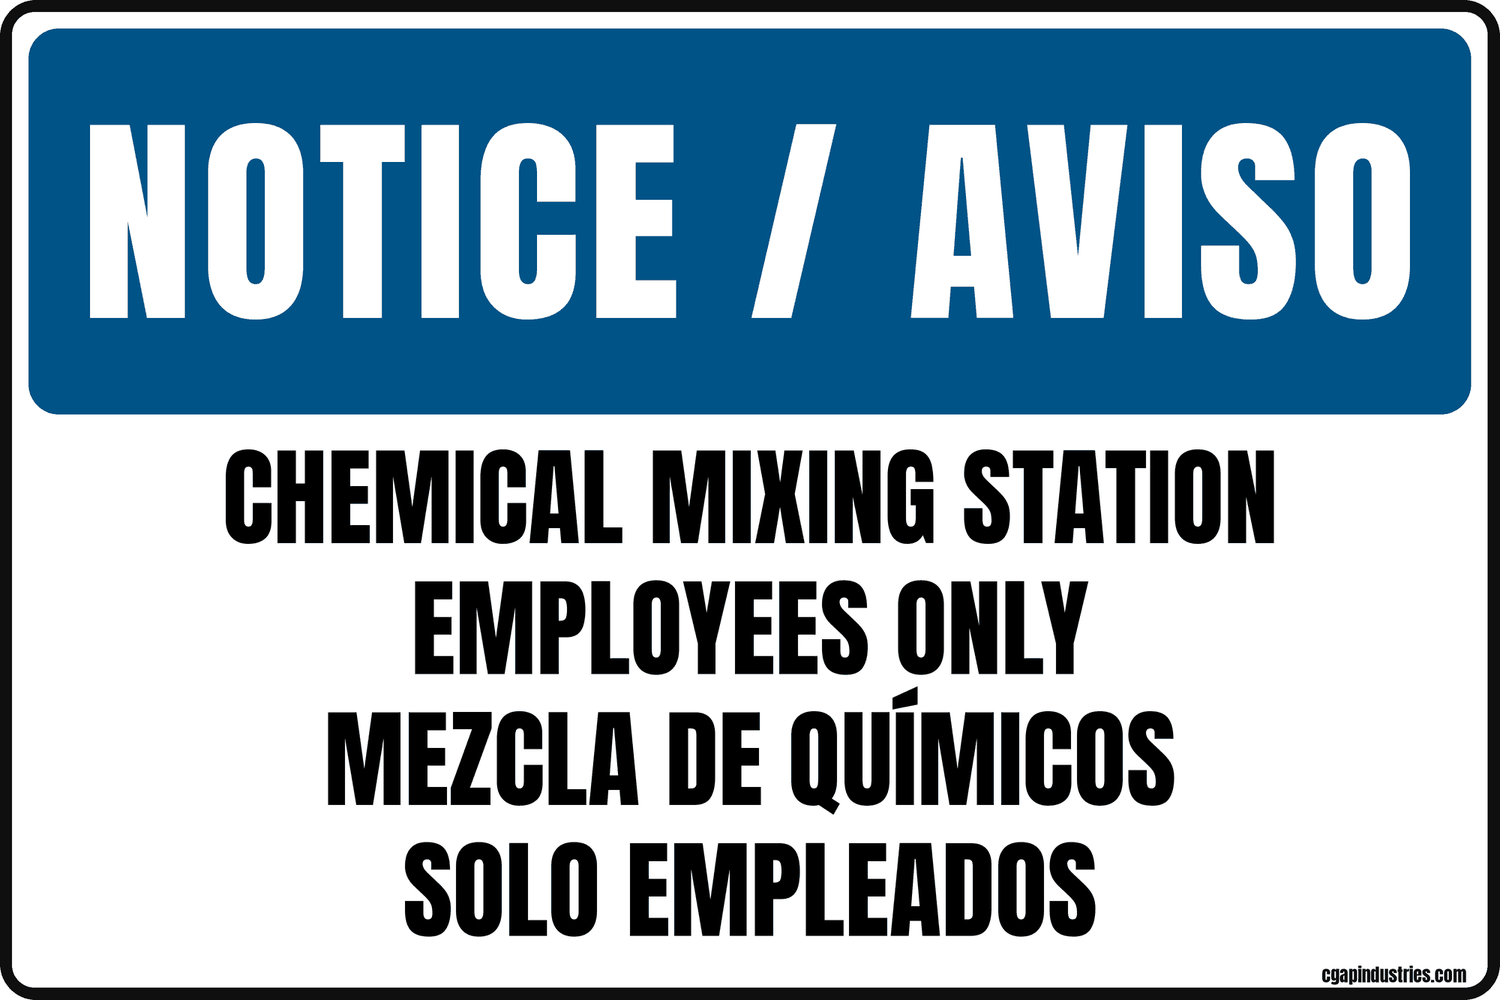 NOTICE / AVISO
CHEMICAL MIXING STATION
EMPLOYEES ONLY
MEZCLA DE QUÍMICOS
SOLO EMPLEADOS
cgapindustries.com